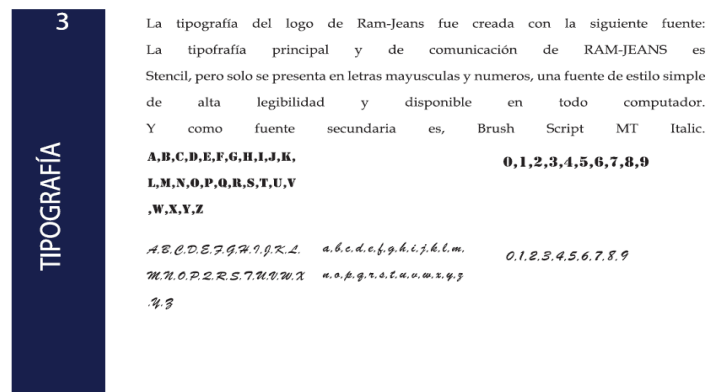 3
TIPOGRAFÍA
La tipografía del logo de Ram-Jeans fue creada con la siguiente fuente:
La tipofrafía principal y de comunicación de RAM-JEANS es
Stencil, pero solo se presenta en letras mayusculas y numeros, una fuente de estilo simple
de alta legibilidad y disponible en todo computador.
Y como fuente secundaria es, Brush Script MT Italic.
A,B,C,D,E,F,G,H,I,J,K,
L,M,N,O,P,Q,R,S,T,U,V
,W,X,Y,Z
0,1,2,3,4,5,6,7,8,9
A,B,C,D,E,F,G,H,I,J,K,L,
M,N,O,P,Q,R,S,T,U,V,W,X
,Y,Z
a,b,c,d,e,f,g,h,i,j,k,l,m,
n,o,p,q,r,s,t,u,v,w,x,y,z
0,1,2,3,4,5,6,7,8,9